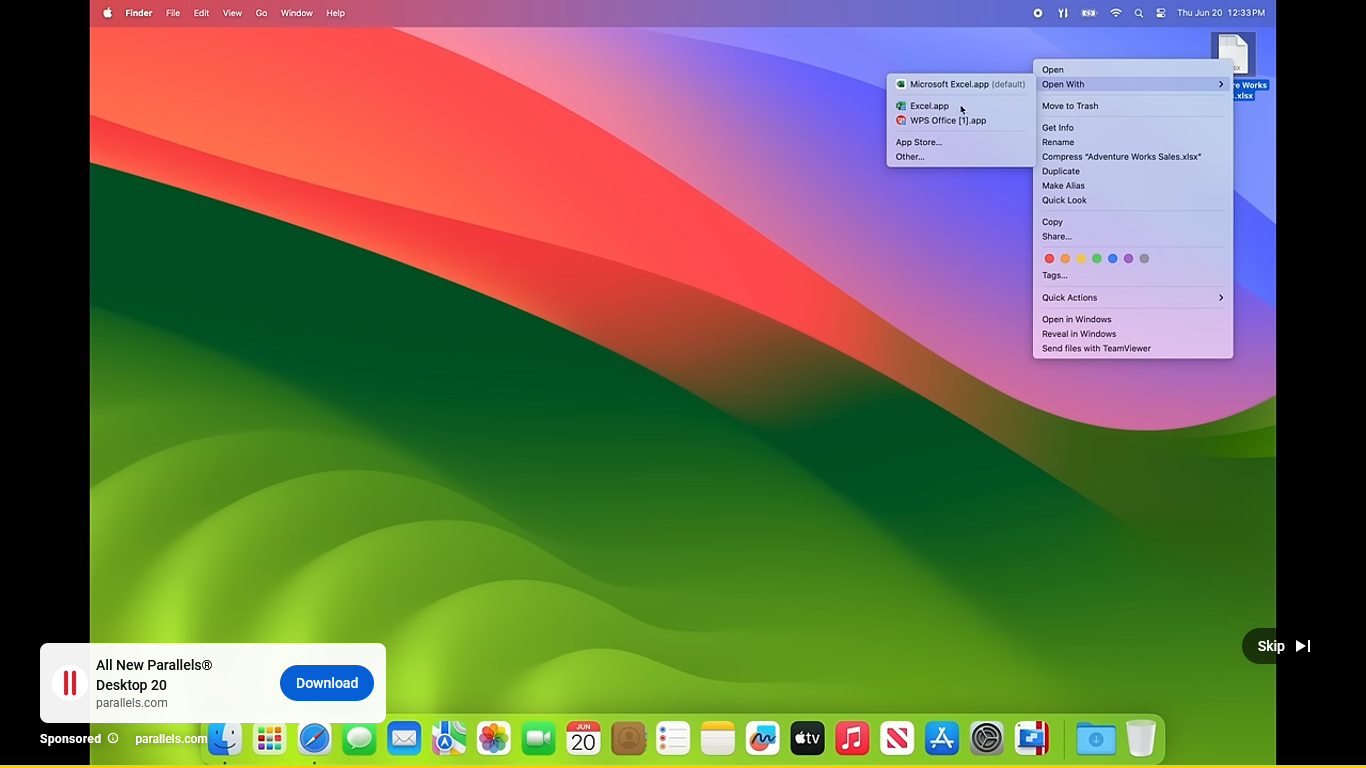 Finder File Edit View Go Window Help
Thu Jun 20 12:33 PM
Open
Open With
Move to Trash
Get Info
Rename
Compress “Adventure Works Sales.xlsx”
Duplicate
Make Alias
Quick Look
Copy
Share...
Tags...
Quick Actions
Open in Windows
Reveal in Windows
Send files with TeamViewer
Microsoft Excel.app (default)
Excel.app
WPS Office [1].app
App Store...
Other...
re Works
.xlsx
Skip
All New Parallels®
Desktop 20
parallels.com
Download
Sponsored
parallels.com
JUN
20
tv